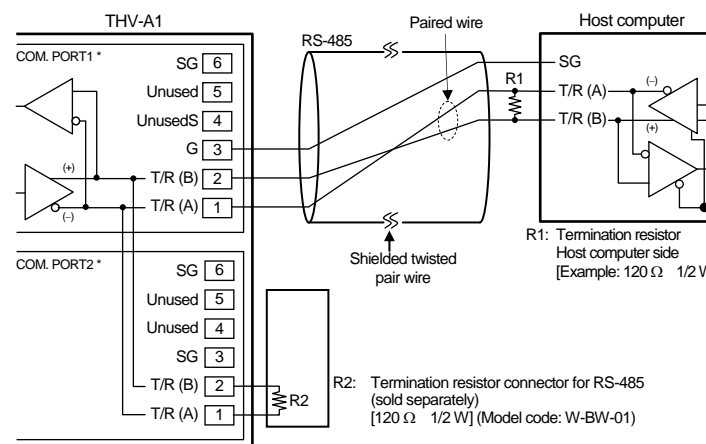 THV-A1
Paired wire
Host computer
COM. PORT1 *
RS-485
SG 6
Unused 5
UnusedS 4
G 3
T/R (B) 2
T/R (A) 1
(+)
(–)
R1
SG
T/R (A)
T/R (B)
(–)
(+)
Shielded twisted
pair wire
R1: Termination resistor
Host computer side
[Example: 120 Ω 1/2 W
COM. PORT2 *
SG 6
Unused 5
Unused 4
SG 3
T/R (B) 2
T/R (A) 1
R2
R2: Termination resistor connector for RS-485
(sold separately)
[120 Ω 1/2 W] (Model code: W-BW-01)